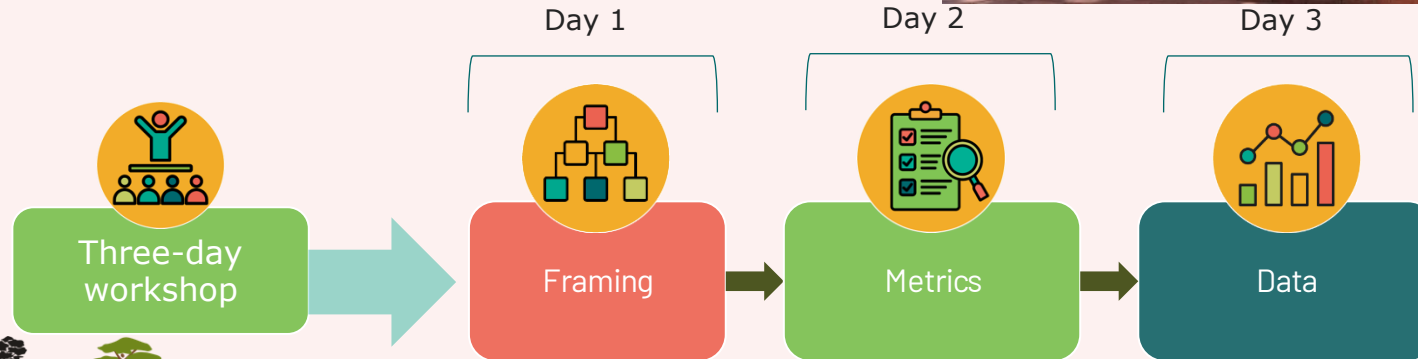 Day 1
Day 2
Day 3
Three-day
workshop
Framing
Metrics
Data